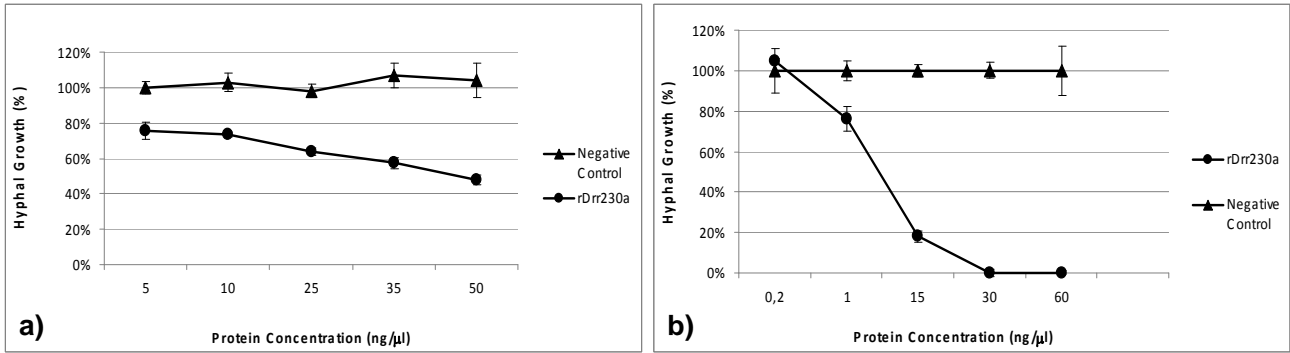 120%
100%
80%
60%
40%
20%
0%
Hyphal Growth (%)
5 10 25 35 50
Protein Concentration (ng/µl)
Negative
Control
rDrr230a
a)
120%
100%
80%
60%
40%
20%
0%
Hyphal Growth (%)
0,2 1 15 30 60
Protein Concentration (ng/µl)
rDrr230a
Negative
Control
b)